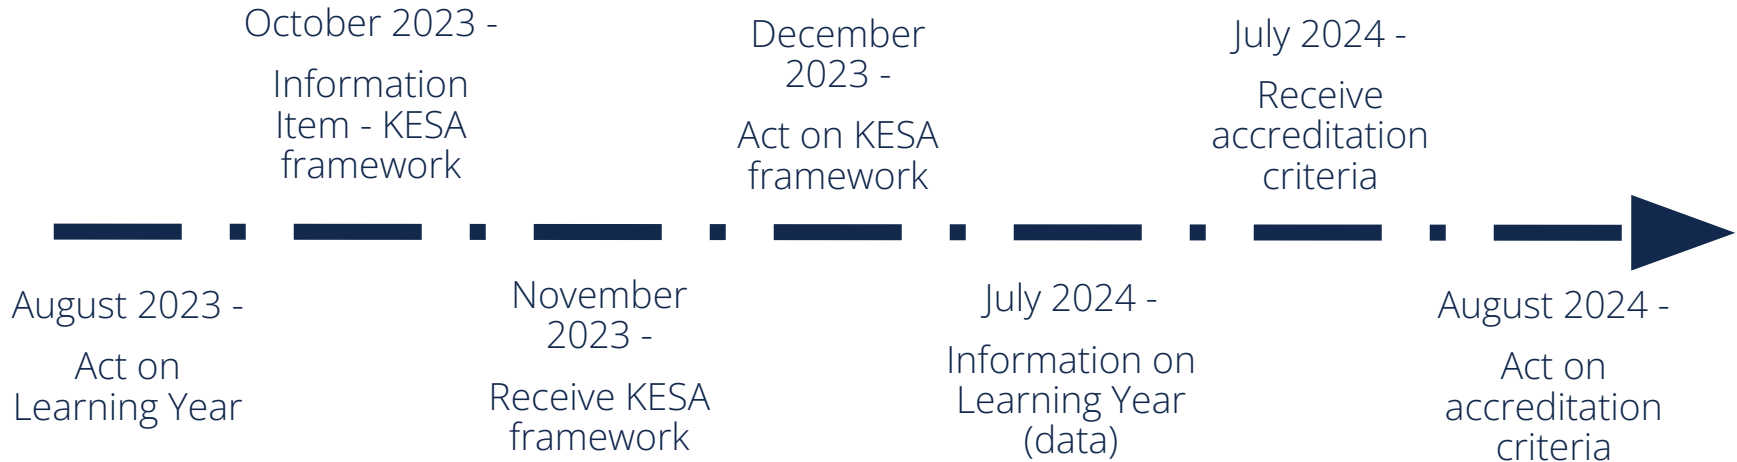 August 2023 -
Act on
Learning Year
October 2023 -
Information
Item - KESA
framework
November
2023 -
Receive KESA
framework
December
2023 -
Act on KESA
framework
July 2024 -
Information on
Learning Year
(data)
July 2024 -
Receive
accreditation
criteria
August 2024 -
Act on
accreditation
criteria